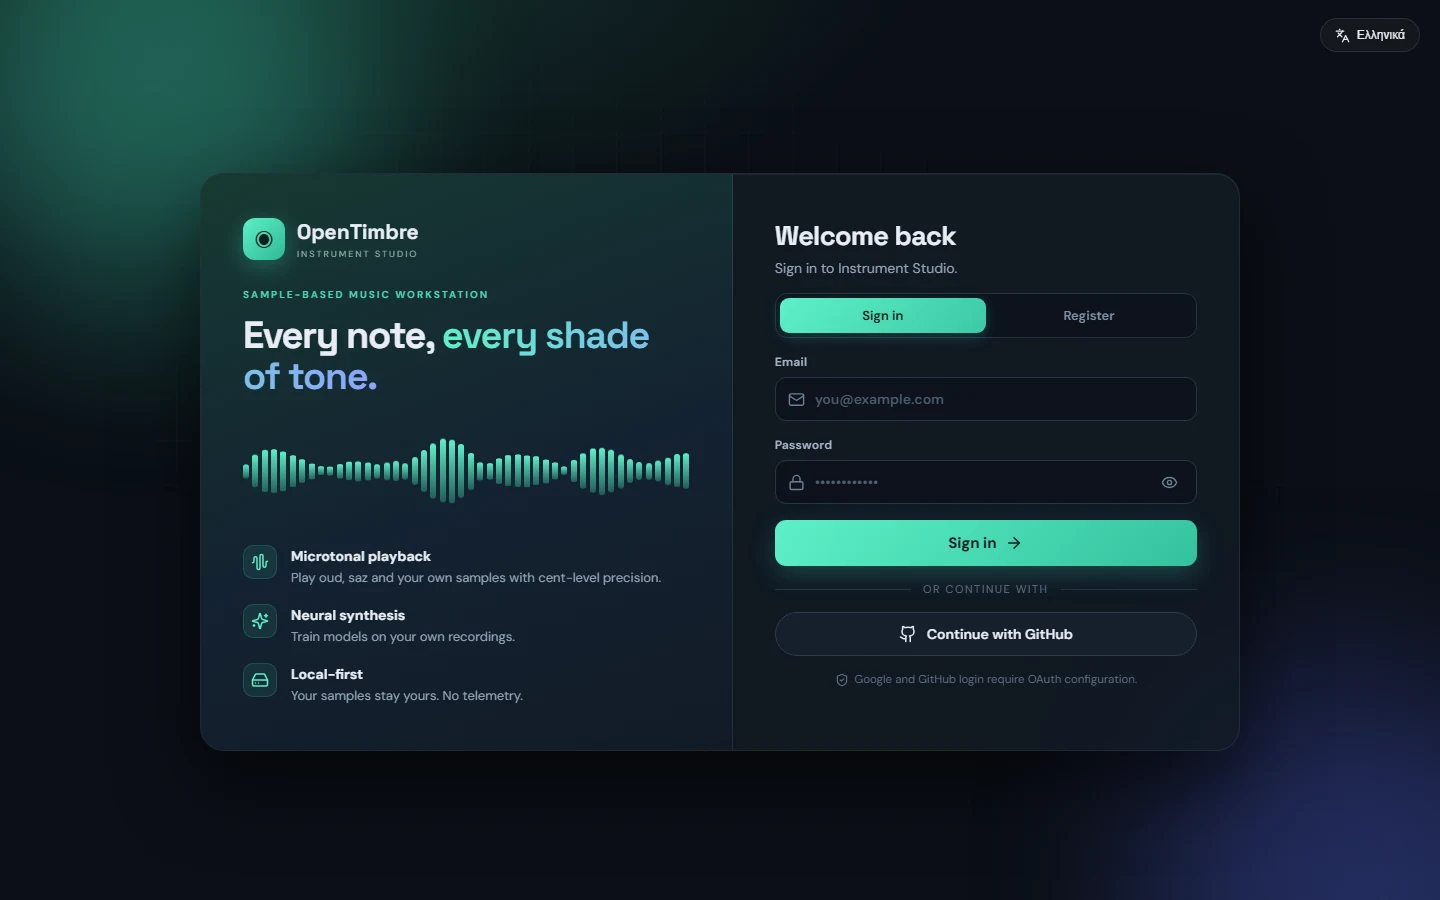 Ελληνικά
OpenTimbre
INSTRUMENT STUDIO
SAMPLE-BASED MUSIC WORKSTATION
Every note, every shade
of tone.
Microtonal playback
Play oud, saz and your own samples with cent-level precision.
Neural synthesis
Train models on your own recordings.
Local-first
Your samples stay yours. No telemetry.
Welcome back
Sign in to Instrument Studio.
Sign in
Register
Email
you@example.com
Password
••••••••••••
Sign in
OR CONTINUE WITH
Continue with GitHub
Google and GitHub login require OAuth configuration.